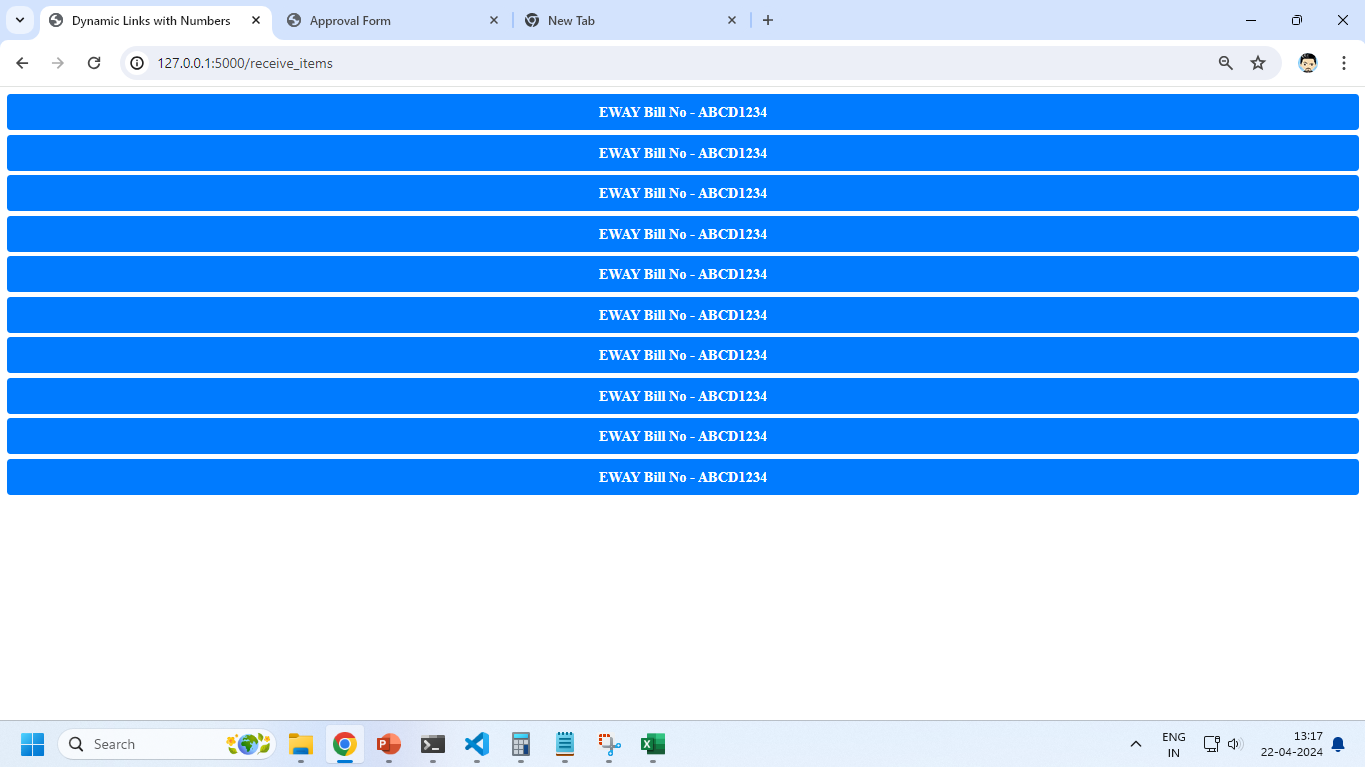 Dynamic Links with Numbers
Approval Form
New Tab
127.0.0.1:5000/receive_items
EWAY Bill No - ABCD1234
EWAY Bill No - ABCD1234
EWAY Bill No - ABCD1234
EWAY Bill No - ABCD1234
EWAY Bill No - ABCD1234
EWAY Bill No - ABCD1234
EWAY Bill No - ABCD1234
EWAY Bill No - ABCD1234
EWAY Bill No - ABCD1234
EWAY Bill No - ABCD1234
Search
ENG
IN
13:17
22-04-2024